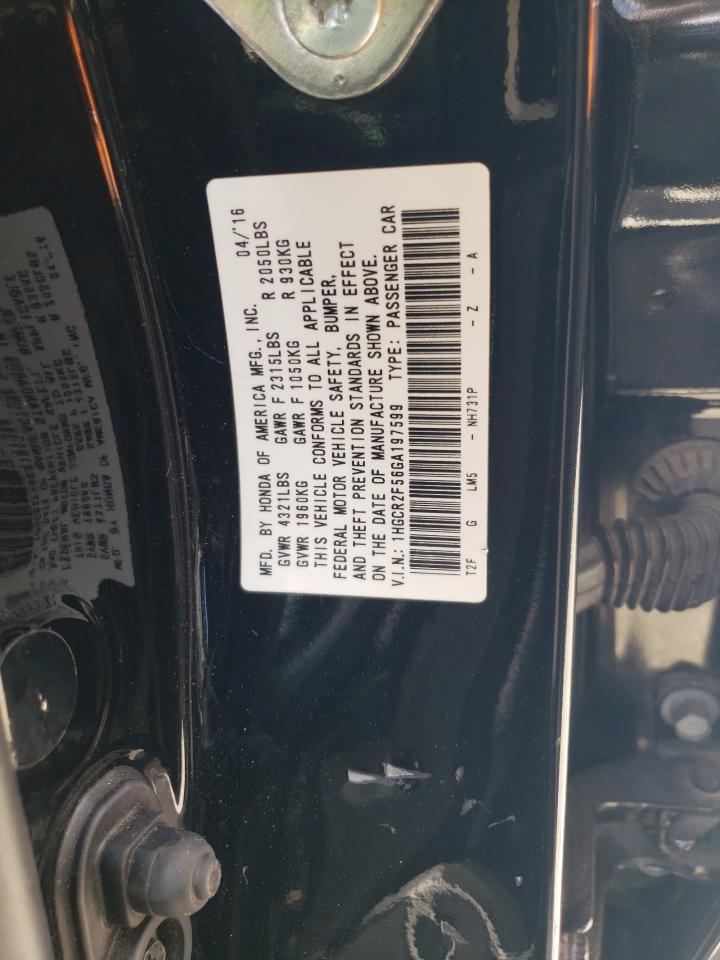 MFD. BY HONDA OF AMERICA MFG., INC. 04/'16
GVWR 4321LBS GAWR F 2315LBS R 2050LBS
GVWR 1960KG GAWR F 1050KG R 930KG
THIS VEHICLE CONFORMS TO ALL APPLICABLE
FEDERAL MOTOR VEHICLE SAFETY, BUMPER,
AND THEFT PREVENTION STANDARDS IN EFFECT
ON THE DATE OF MANUFACTURE SHOWN ABOVE.
V.I.N.: 1HGCR2F56GA197599 TYPE: PASSENGER CAR
T2F G LM5 - NH731P - Z - A